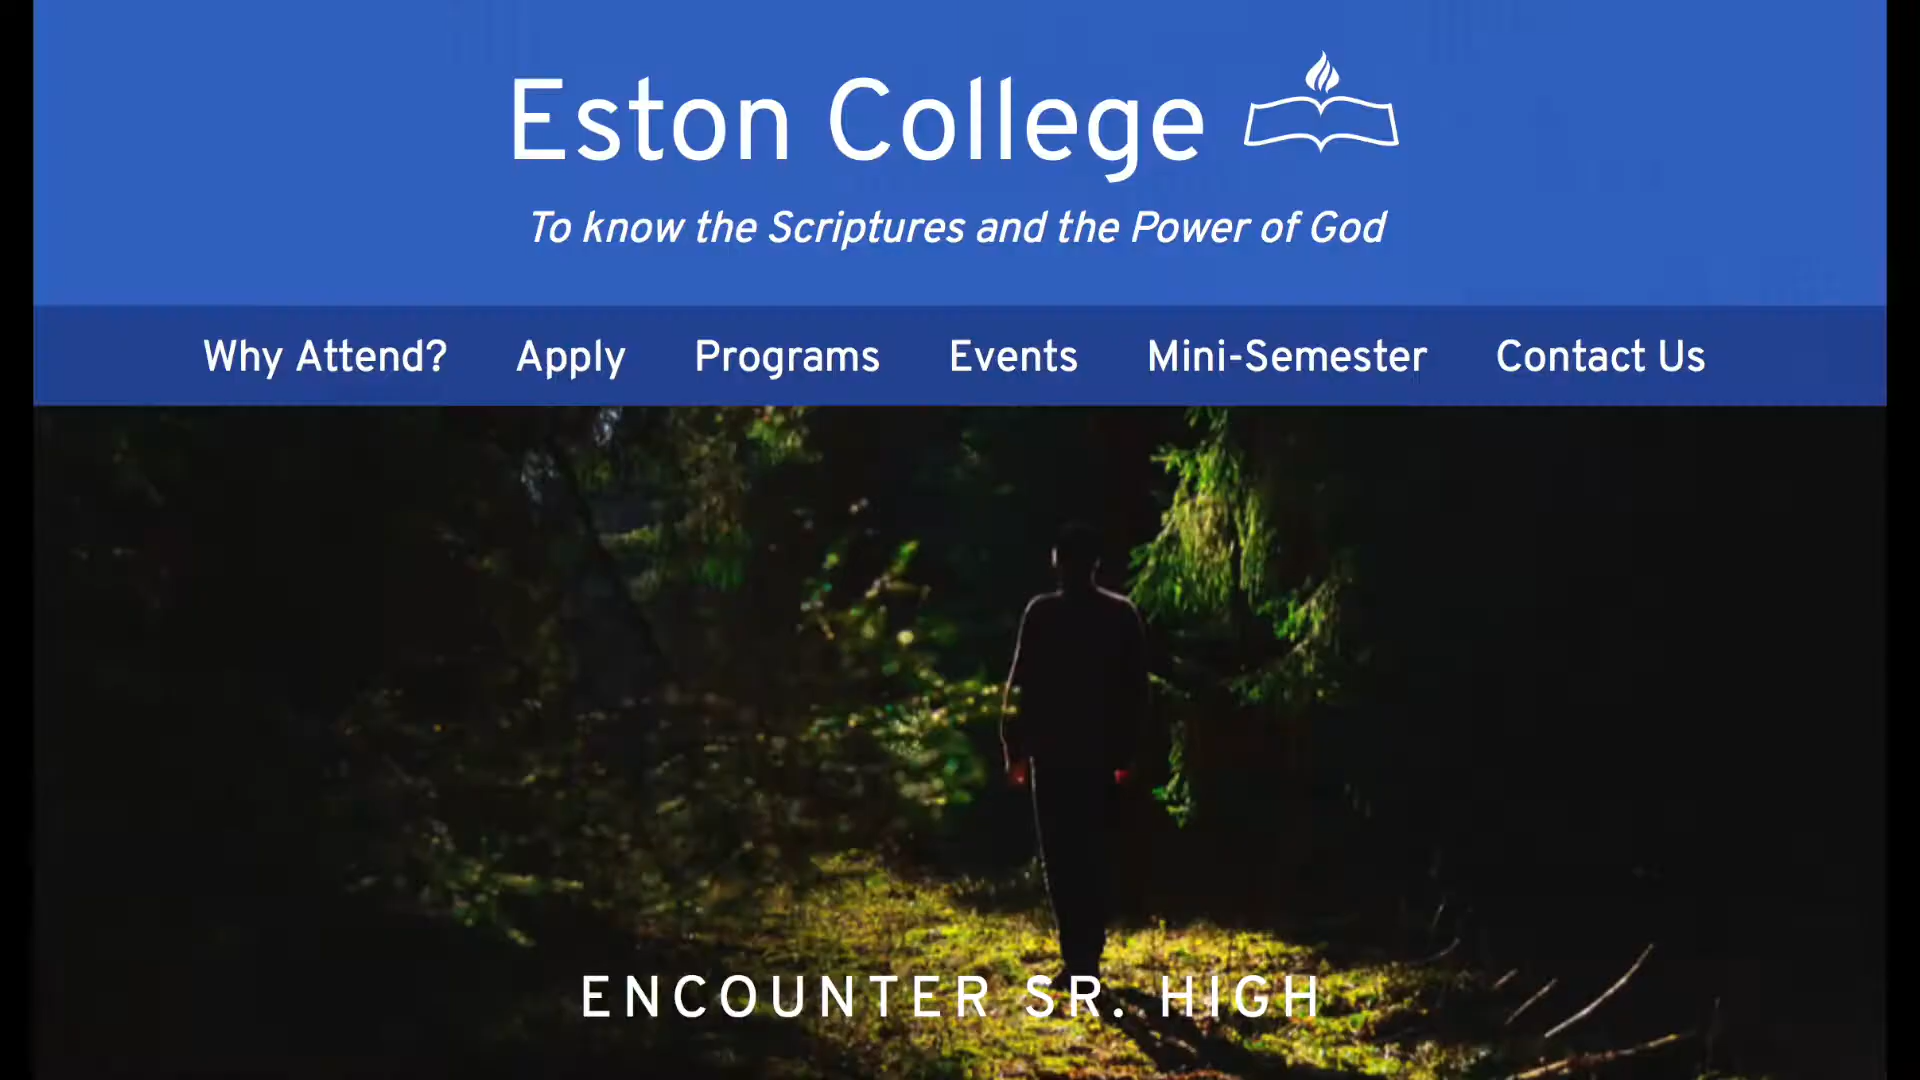 Eston College
To know the Scriptures and the Power of God
Why Attend? Apply Programs Events Mini-Semester Contact Us
ENCOUNTER SR. HIGH